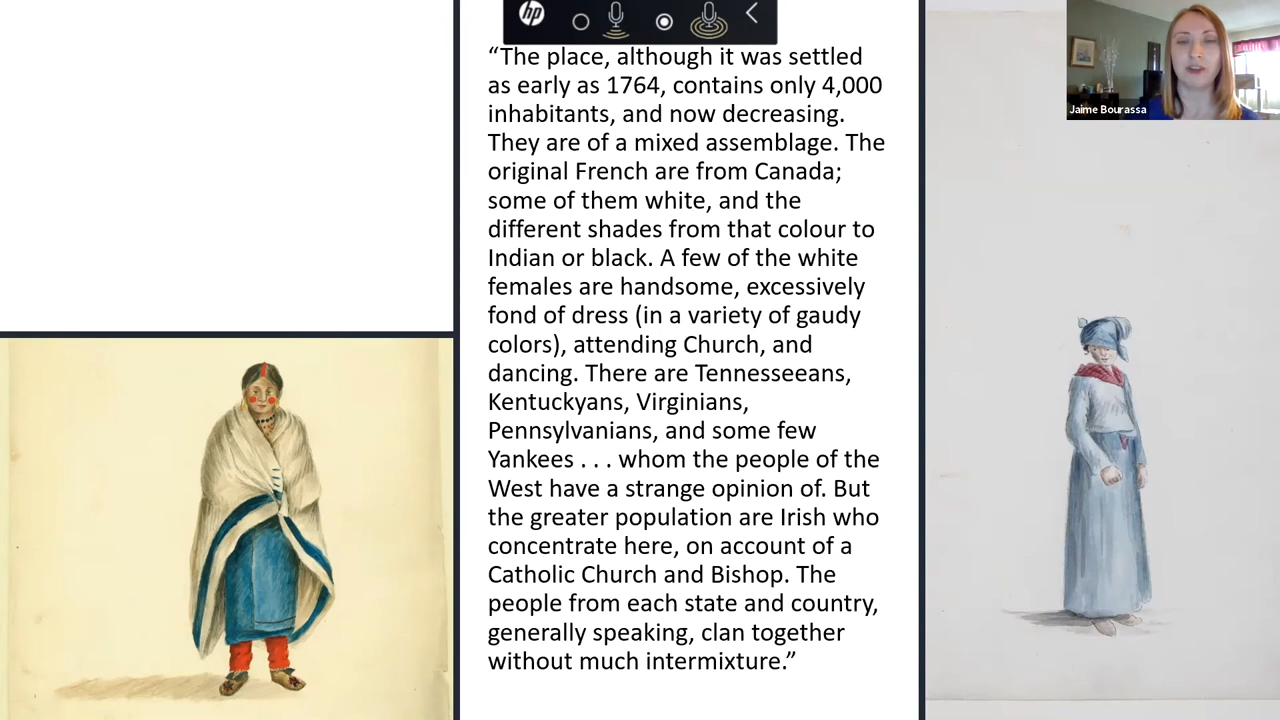 hp
“The place, although it was settled
as early as 1764, contains only 4,000
inhabitants, and now decreasing.
They are of a mixed assemblage. The
original French are from Canada;
some of them white, and the
different shades from that colour to
Indian or black. A few of the white
females are handsome, excessively
fond of dress (in a variety of gaudy
colors), attending Church, and
dancing. There are Tennesseeans,
Kentuckyans, Virginians,
Pennsylvanians, and some few
Yankees . . . whom the people of the
West have a strange opinion of. But
the greater population are Irish who
concentrate here, on account of a
Catholic Church and Bishop. The
people from each state and country,
generally speaking, clan together
without much intermixture.”
Jaime Bourassa